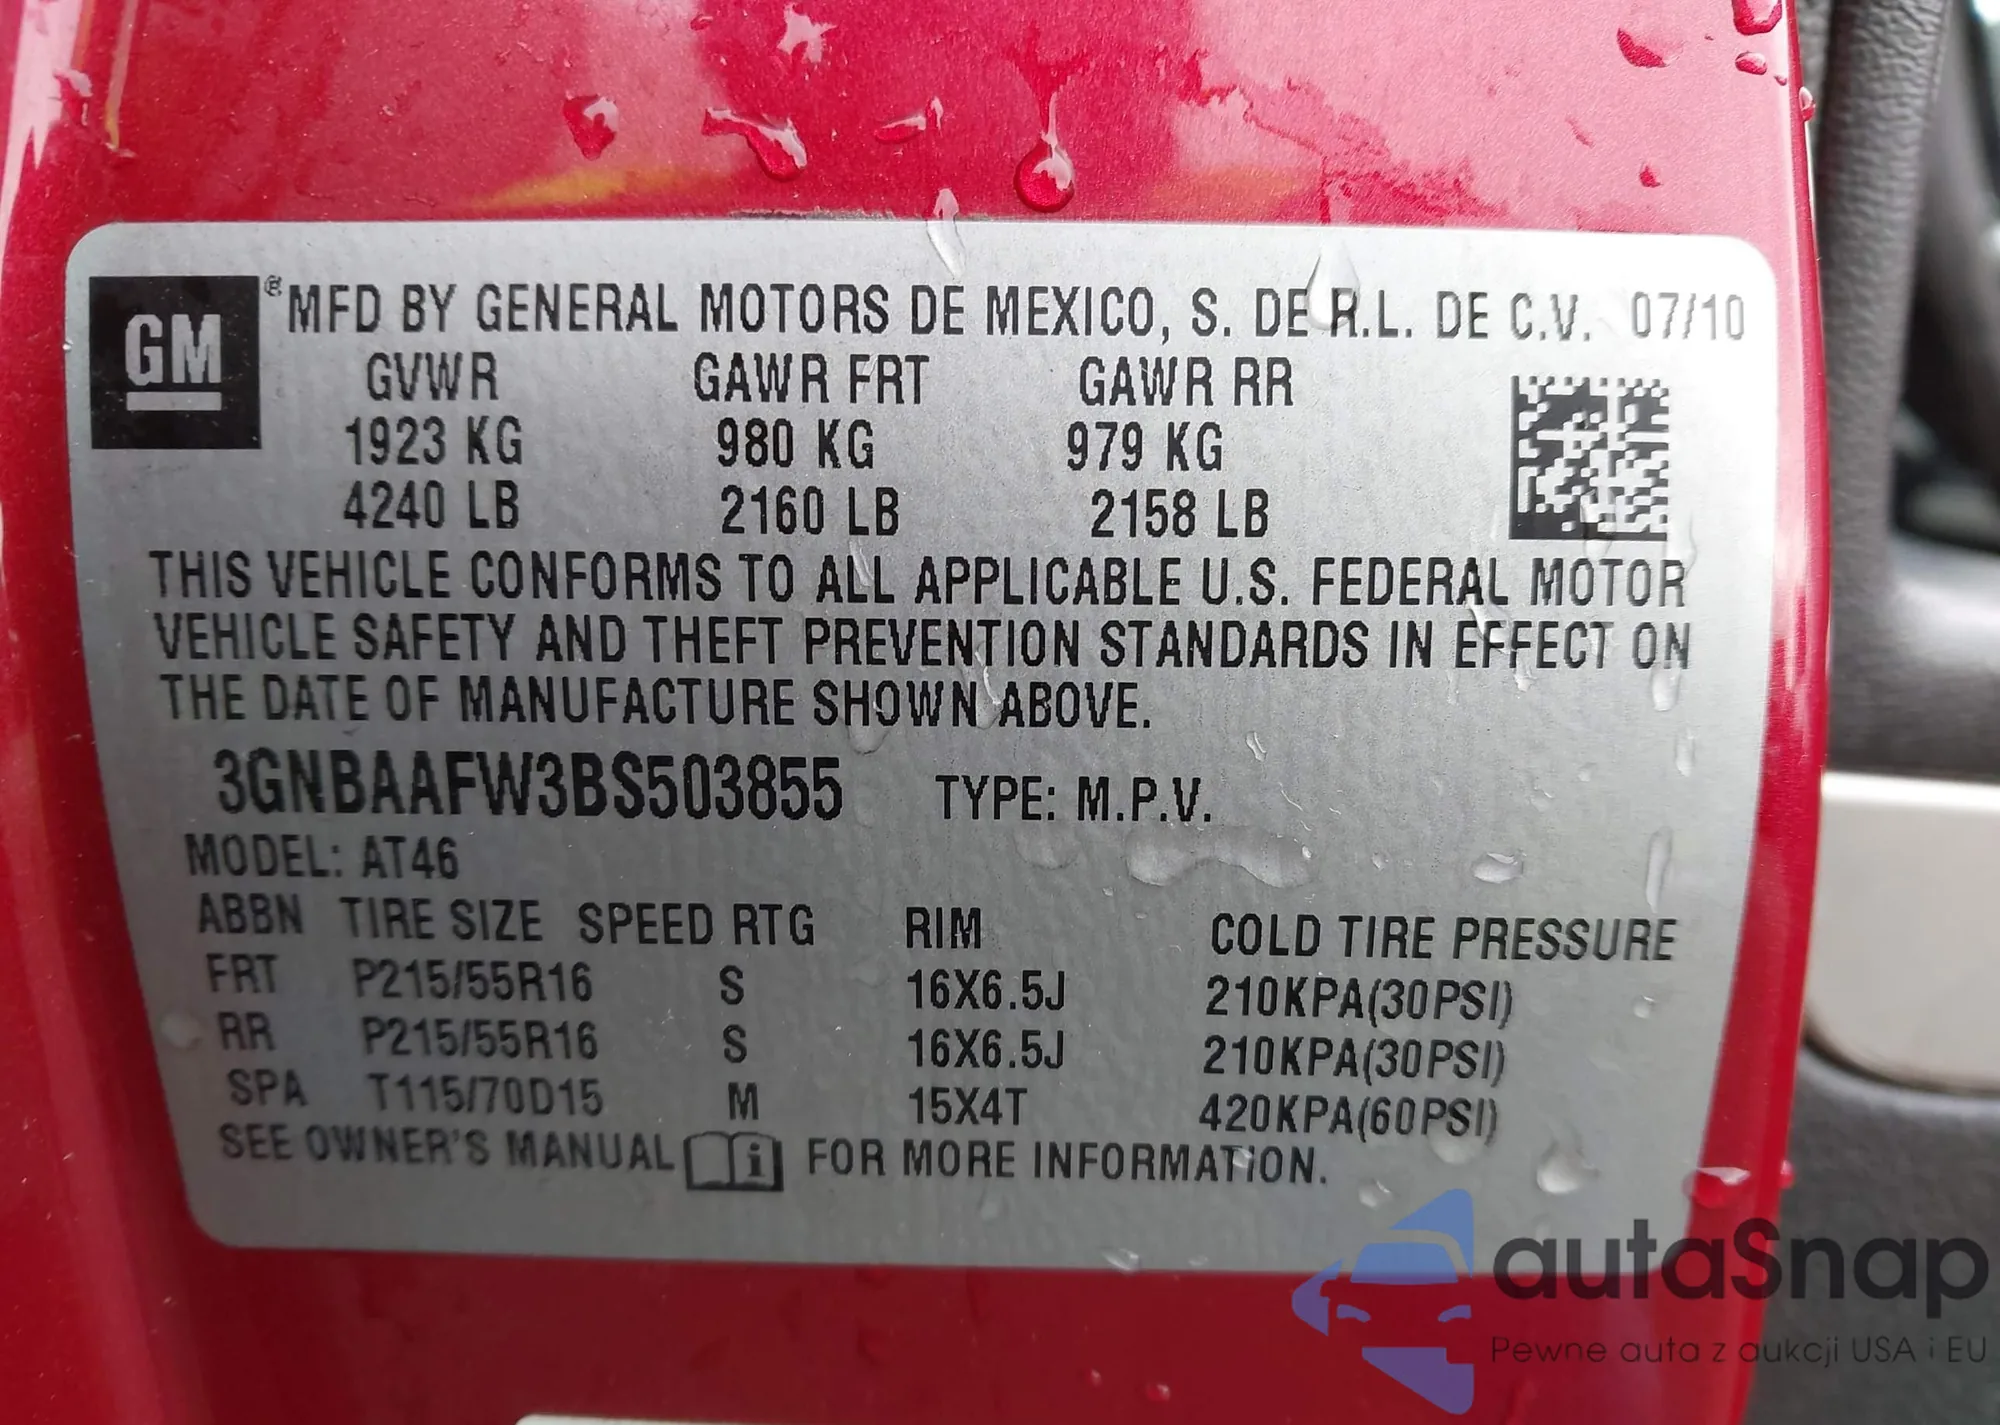 GM ® MFD BY GENERAL MOTORS DE MEXICO, S. DE R.L. DE C.V. 07/10
GVWR GAWR FRT GAWR RR
1923 KG 980 KG 979 KG
4240 LB 2160 LB 2158 LB
THIS VEHICLE CONFORMS TO ALL APPLICABLE U.S. FEDERAL MOTOR
VEHICLE SAFETY AND THEFT PREVENTION STANDARDS IN EFFECT ON
THE DATE OF MANUFACTURE SHOWN ABOVE.
3GNBAAFW3BS503855 TYPE: M.P.V.
MODEL: AT46
ABBN TIRE SIZE SPEED RTG RIM COLD TIRE PRESSURE
FRT P215/55R16 S 16X6.5J 210KPA(30PSI)
RR P215/55R16 S 16X6.5J 210KPA(30PSI)
SPA T115/70D15 M 15X4T 420KPA(60PSI)
SEE OWNER'S MANUAL i FOR MORE INFORMATION.
autaSnap
Pewne auta z aukcji USA i EU